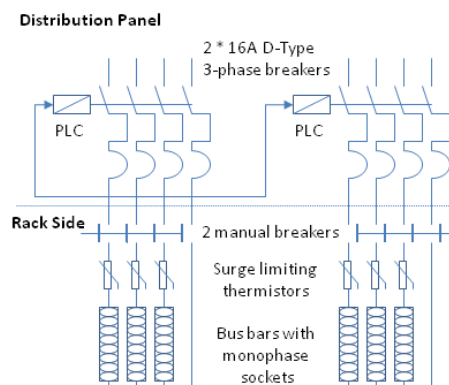 Distribution Panel
2 * 16A D-Type
3-phase breakers
PLC
PLC
Rack Side
2 manual breakers
Surge limiting
thermistors
Bus bars with
monophase
sockets